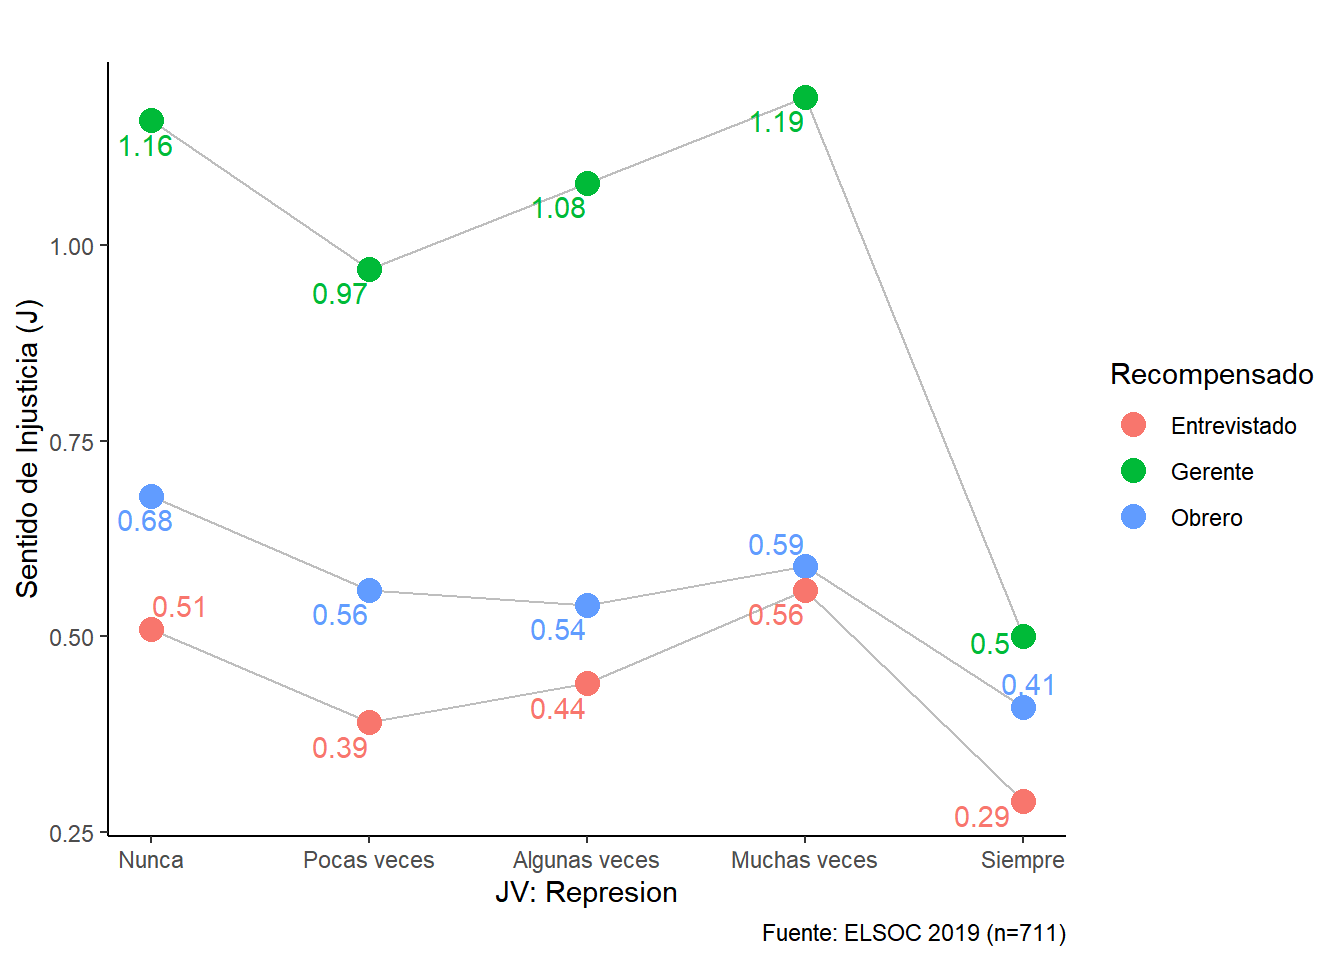 1.16
1.19
1.08
0.97
1.00
0.75
0.50
0.25
Sentido de Injusticia (J)
0.68
0.51
0.56
0.39
0.54
0.44
0.59
0.56
0.5
0.41
0.29
Nunca
Pocas veces
Algunas veces
Muchas veces
Siempre
JV: Represion
Fuente: ELSOC 2019 (n=711)
Recompensado
Entrevistado
Gerente
Obrero